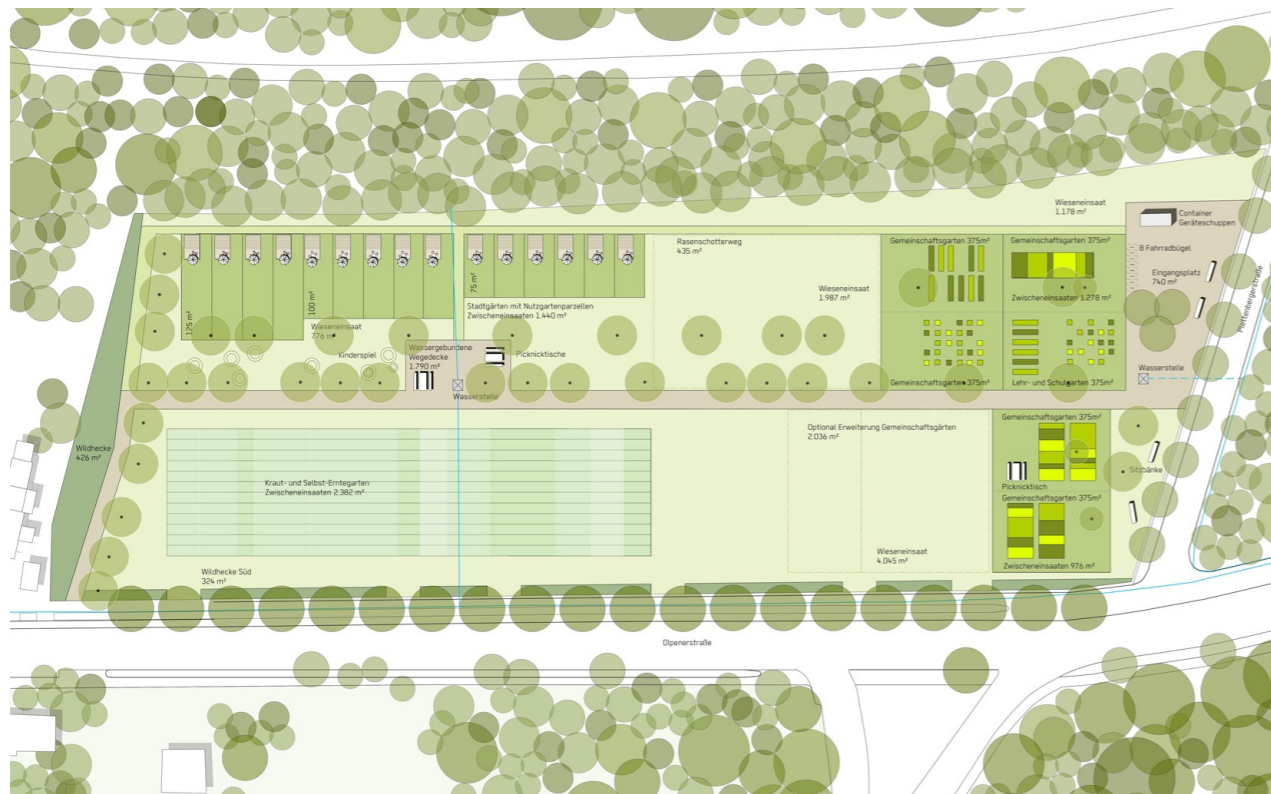 Wieseneinsaat
1.178 m²
Container
Geräteschuppen
8 Fahrradbügel
Eingangsplatz
740 m²
Pfeffenbergerstraße
Rasenschotterweg
435 m²
Gemeinschaftsgarten 375m²
Gemeinschaftsgarten 375m²
Wieseneinsaat
1.987 m²
Zwischeneinsaaten 1.278 m²
125 m²
100 m²
75 m²
Stadtgärten mit Nutzgartenparzellen
Zwischeneinsaaten 1.440 m²
Wieseneinsaat
776 m²
Kinderspiel
Wassergebundene
Wegedecke
1.790 m²
Picknicktische
Wasserstelle
Gemeinschaftsgarten 375m²
Lehr- und Schulgarten 375m²
Wasserstelle
Wildhecke
426 m²
Kraut- und Selbst-Erntegarten
Zwischeneinsaaten 2.382 m²
Optional Erweiterung Gemeinschaftsgärten
2.036 m²
Gemeinschaftsgarten 375m²
Picknicktisch
Sitzbänke
Gemeinschaftsgarten 375m²
Wieseneinsaat
4.045 m²
Zwischeneinsaaten 976 m²
Wildhecke Süd
324 m²
Olpenerstraße